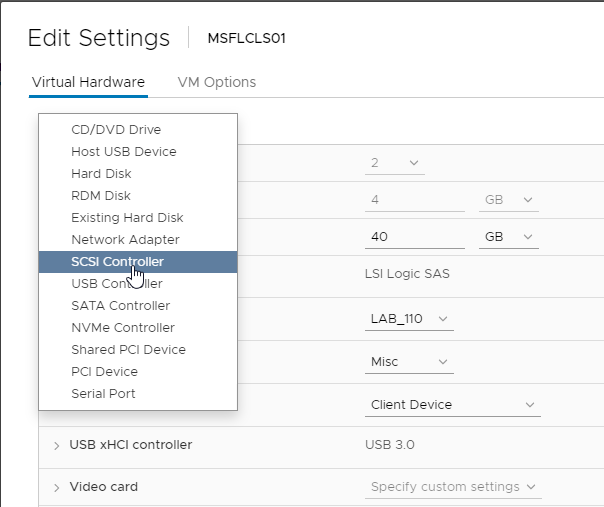 Edit Settings MSFLCLS01
Virtual Hardware VM Options
CD/DVD Drive
Host USB Device
Hard Disk
RDM Disk
Existing Hard Disk
Network Adapter
SCSI Controller
USB Controller
SATA Controller
NVMe Controller
Shared PCI Device
PCI Device
Serial Port
2
4 GB
40 GB
LSI Logic SAS
LAB_110
Misc
Client Device
USB xHCI controller USB 3.0
Video card Specify custom settings